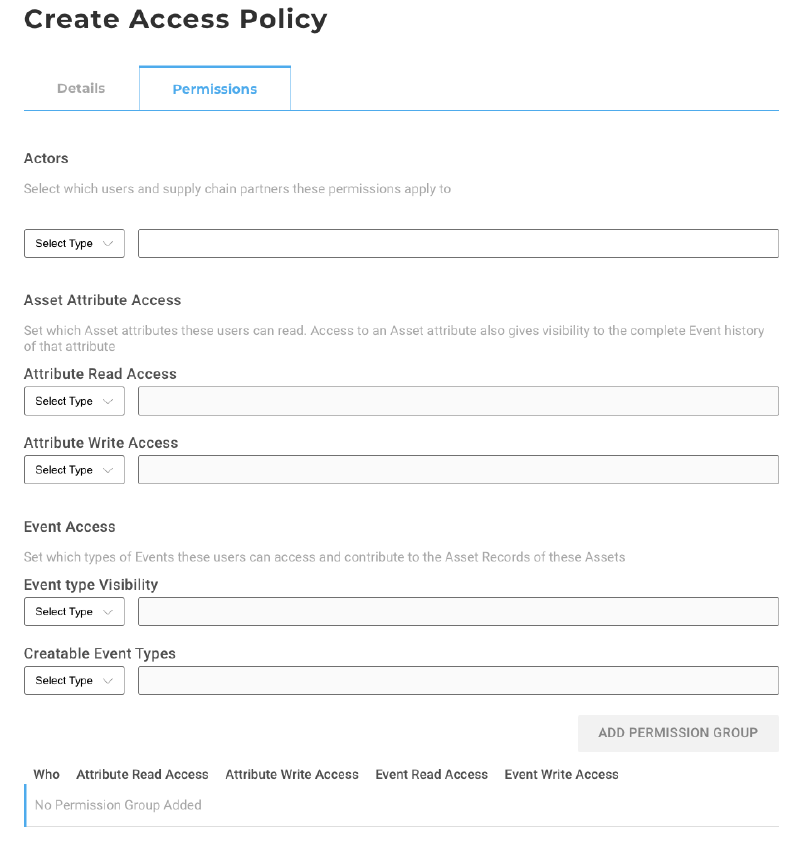 Create Access Policy
Details Permissions
Actors
Select which users and supply chain partners these permissions apply to
Select Type
Asset Attribute Access
Set which Asset attributes these users can read. Access to an Asset attribute also gives visibility to the complete Event history
of that attribute
Attribute Read Access
Select Type
Attribute Write Access
Select Type
Event Access
Set which types of Events these users can access and contribute to the Asset Records of these Assets
Event type Visibility
Select Type
Creatable Event Types
Select Type
ADD PERMISSION GROUP
Who Attribute Read Access Attribute Write Access Event Read Access Event Write Access
No Permission Group Added